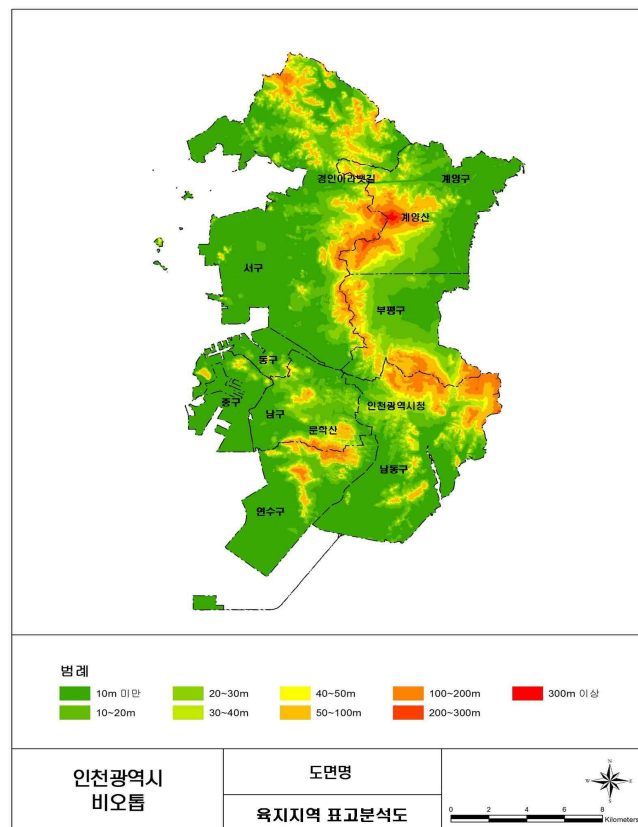 경인아라뱃길
계양구
계양산
서구
부평구
동구
중구
남구
인천광역시청
문학산
남동구
연수구
범례
10m 미만
20~30m
40~50m
100~200m
300m 이상
10~20m
30~40m
50~100m
200~300m
인천광역시
비오톱
도면명
육지지역 표고분석도
N
W
E
S
0 2 4 6 8
Kilometers